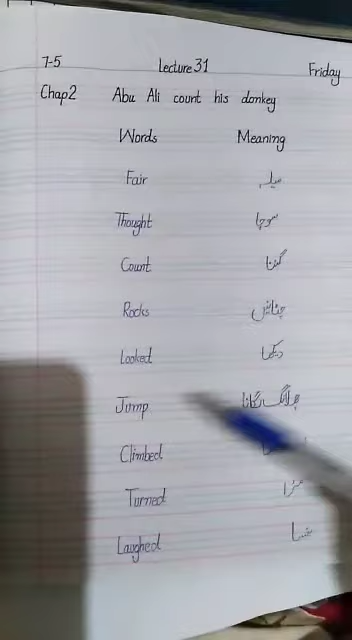 7-5 Lecture 31 Friday
Chap2 Abu Ali count his donkey
Words Meaning
Fair میلہ
Thought سوچا
Count گننا
Rocks چٹانیں
Looked دیکھا
Jump چھلانگ لگانا
Climbed
Turned مڑا
Laughed ہنسا